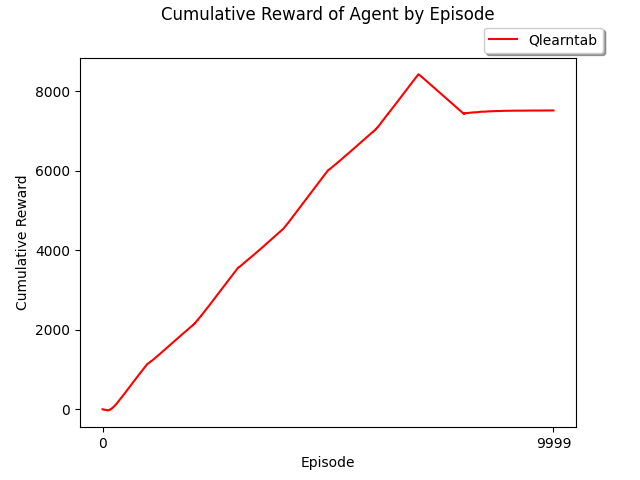 Cumulative Reward of Agent by Episode
Qlearntab
8000
6000
4000
2000
0
Cumulative Reward
0
9999
Episode